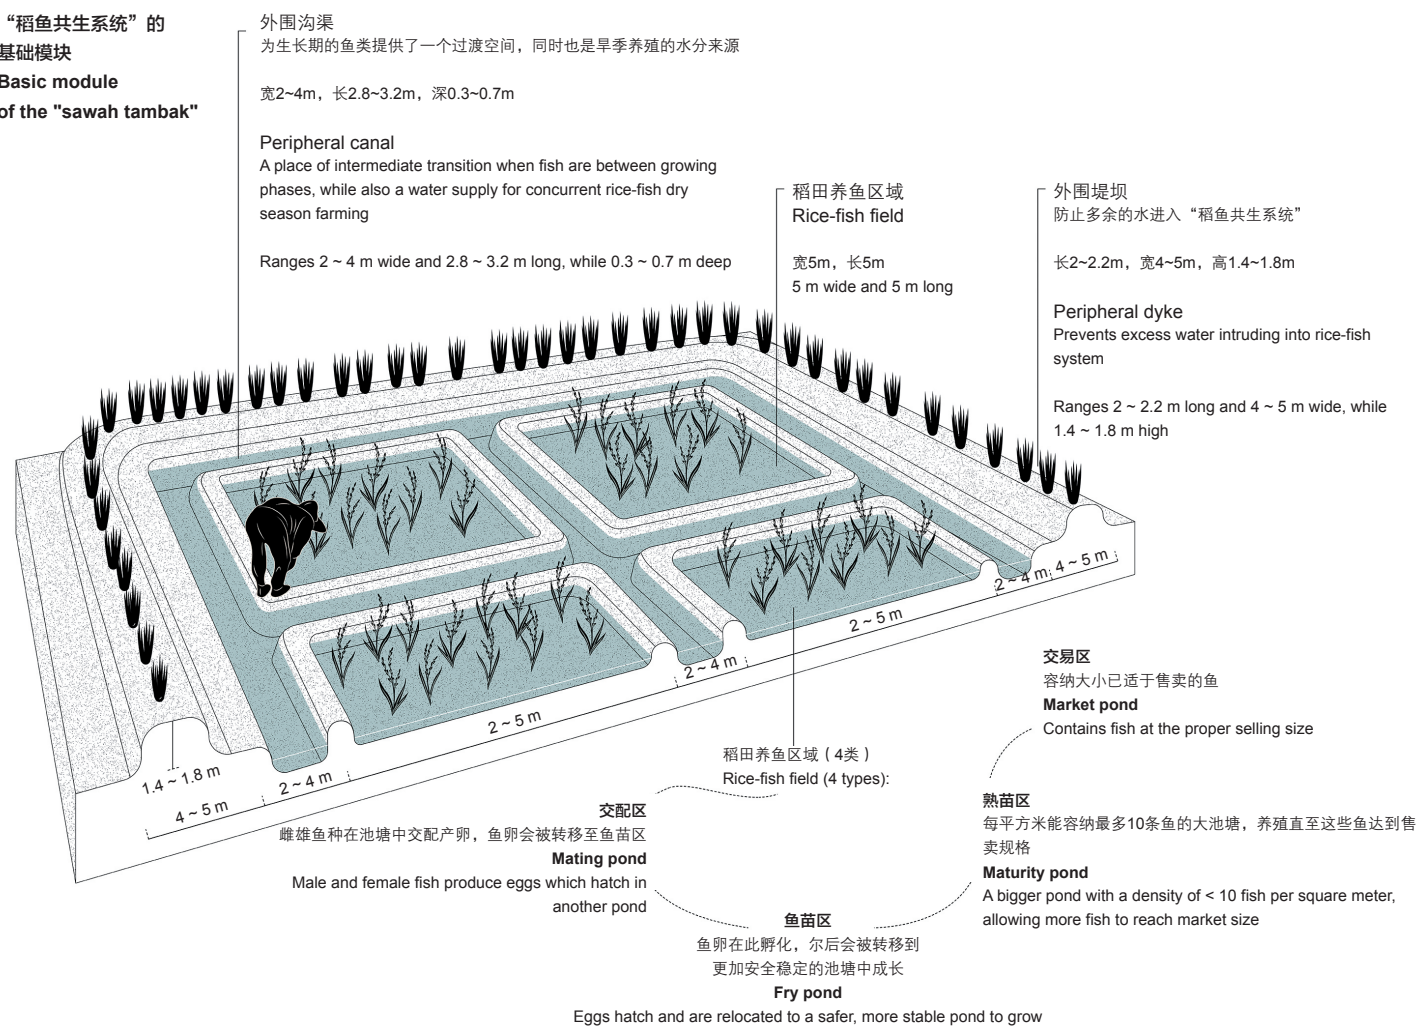 “稻鱼共生系统”的
基础模块
Basic module
of the "sawah tambak"
外围沟渠
为生长期的鱼类提供了一个过渡空间，同时也是旱季养殖的水分来源
宽2~4m，长2.8~3.2m，深0.3~0.7m
Peripheral canal
A place of intermediate transition when fish are between growing
phases, while also a water supply for concurrent rice-fish dry
season farming
Ranges 2 ~ 4 m wide and 2.8 ~ 3.2 m long, while 0.3 ~ 0.7 m deep
稻田养鱼区域
Rice-fish field
宽5m，长5m
5 m wide and 5 m long
外围堤坝
防止多余的水进入“稻鱼共生系统”
长2~2.2m，宽4~5m，高1.4~1.8m
Peripheral dyke
Prevents excess water intruding into rice-fish
system
Ranges 2 ~ 2.2 m long and 4 ~ 5 m wide, while
1.4 ~ 1.8 m high
1.4 ~ 1.8 m
4 ~ 5 m
2 ~ 4 m
2 ~ 5 m
2 ~ 4 m
2 ~ 5 m
2 ~ 4 m
4 ~ 5 m
稻田养鱼区域（4类）
Rice-fish field (4 types):
交配区
雌雄鱼种在池塘中交配产卵，鱼卵会被转移至鱼苗区
Mating pond
Male and female fish produce eggs which hatch in
another pond
鱼苗区
鱼卵在此孵化，尔后会被转移到
更加安全稳定的池塘中成长
Fry pond
Eggs hatch and are relocated to a safer, more stable pond to grow
熟苗区
每平方米能容纳最多10条鱼的大池塘，养殖直至这些鱼达到售
卖规格
Maturity pond
A bigger pond with a density of < 10 fish per square meter,
allowing more fish to reach market size
交易区
容纳大小已适于售卖的鱼
Market pond
Contains fish at the proper selling size